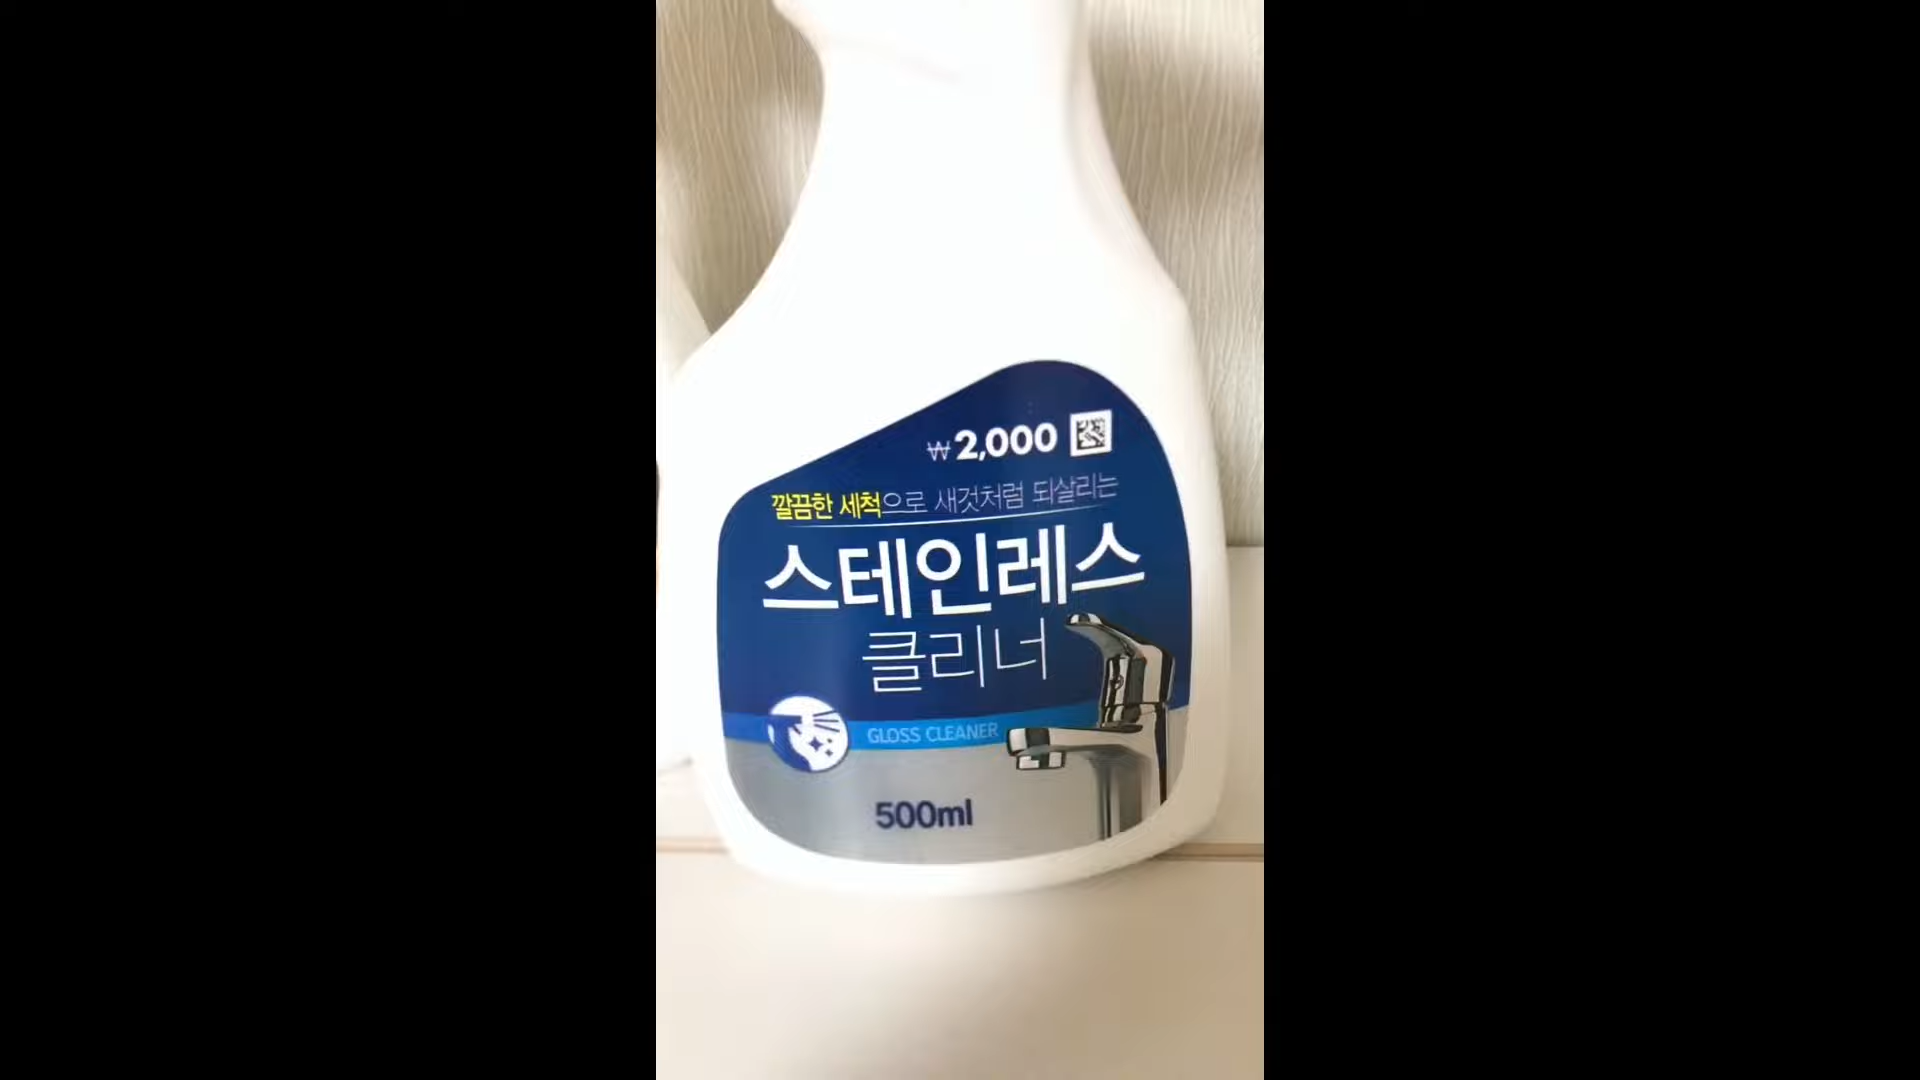 ₩2,000
깔끔한 세척으로 새것처럼 되살리는
스테인레스
클리너
GLOSS CLEANER
500ml